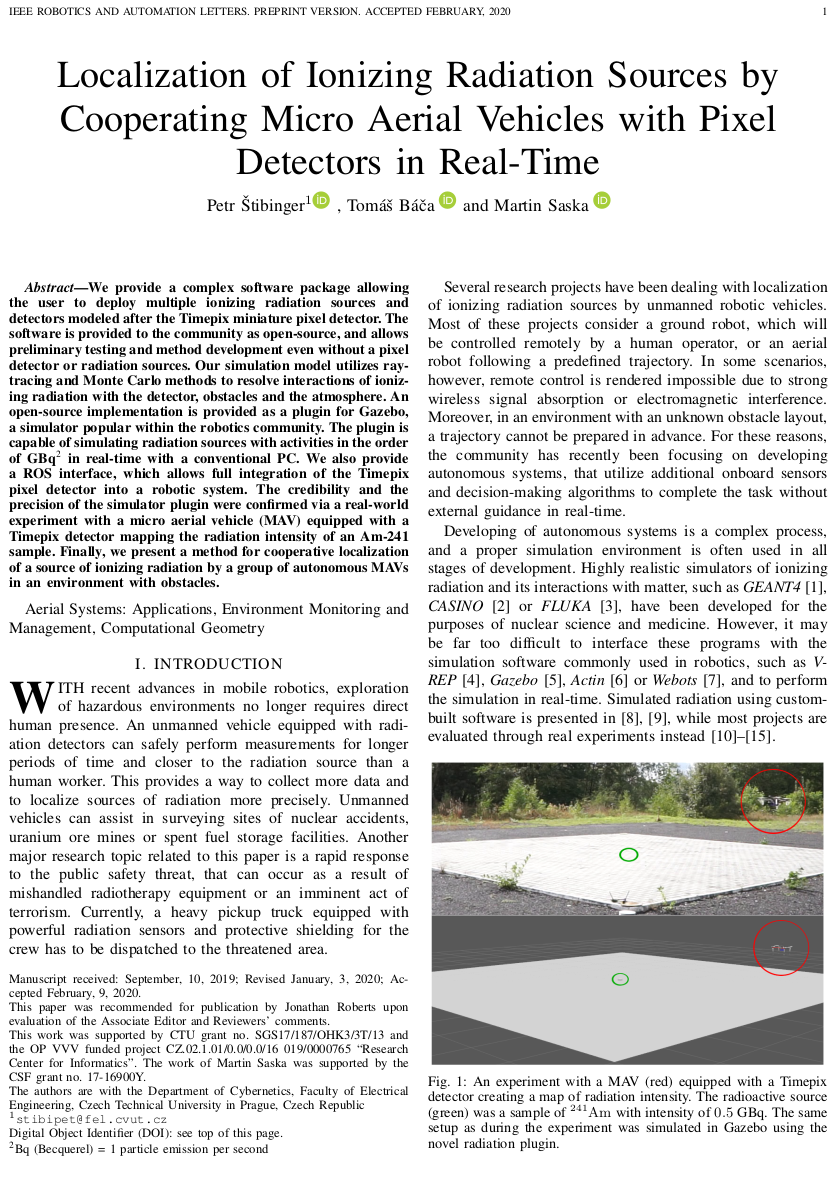 IEEE ROBOTICS AND AUTOMATION LETTERS. PREPRINT VERSION. ACCEPTED FEBRUARY, 2020 1
Localization of Ionizing Radiation Sources by
Cooperating Micro Aerial Vehicles with Pixel
Detectors in Real-Time
Petr Štibinger¹ iD , Tomáš Báča iD and Martin Saska iD
Abstract—We provide a complex software package allowing
the user to deploy multiple ionizing radiation sources and
detectors modeled after the Timepix miniature pixel detector. The
software is provided to the community as open-source, and allows
preliminary testing and method development even without a pixel
detector or radiation sources. Our simulation model utilizes ray-
tracing and Monte Carlo methods to resolve interactions of ioniz-
ing radiation with the detector, obstacles and the atmosphere. An
open-source implementation is provided as a plugin for Gazebo,
a simulator popular within the robotics community. The plugin is
capable of simulating radiation sources with activities in the order
of GBq² in real-time with a conventional PC. We also provide
a ROS interface, which allows full integration of the Timepix
pixel detector into a robotic system. The credibility and the
precision of the simulator plugin were confirmed via a real-world
experiment with a micro aerial vehicle (MAV) equipped with a
Timepix detector mapping the radiation intensity of an Am-241
sample. Finally, we present a method for cooperative localization
of a source of ionizing radiation by a group of autonomous MAVs
in an environment with obstacles.
Aerial Systems: Applications, Environment Monitoring and
Management, Computational Geometry
I. INTRODUCTION
WITH recent advances in mobile robotics, exploration
of hazardous environments no longer requires direct
human presence. An unmanned vehicle equipped with radi-
ation detectors can safely perform measurements for longer
periods of time and closer to the radiation source than a
human worker. This provides a way to collect more data and
to localize sources of radiation more precisely. Unmanned
vehicles can assist in surveying sites of nuclear accidents,
uranium ore mines or spent fuel storage facilities. Another
major research topic related to this paper is a rapid response
to the public safety threat, that can occur as a result of
mishandled radiotherapy equipment or an imminent act of
terrorism. Currently, a heavy pickup truck equipped with
powerful radiation sensors and protective shielding for the
crew has to be dispatched to the threatened area.
Manuscript received: September, 10, 2019; Revised January, 3, 2020; Ac-
cepted February, 9, 2020.
This paper was recommended for publication by Jonathan Roberts upon
evaluation of the Associate Editor and Reviewers' comments.
This work was supported by CTU grant no. SGS17/187/OHK3/3T/13 and
the OP VVV funded project CZ.02.1.01/0.0/0.0/16 019/0000765 “Research
Center for Informatics”. The work of Martin Saska was supported by the
CSF grant no. 17-16900Y.
The authors are with the Department of Cybernetics, Faculty of Electrical
Engineering, Czech Technical University in Prague, Czech Republic
¹stibipet@fel.cvut.cz
Digital Object Identifier (DOI): see top of this page.
²Bq (Becquerel) = 1 particle emission per second
Several research projects have been dealing with localization
of ionizing radiation sources by unmanned robotic vehicles.
Most of these projects consider a ground robot, which will
be controlled remotely by a human operator, or an aerial
robot following a predefined trajectory. In some scenarios,
however, remote control is rendered impossible due to strong
wireless signal absorption or electromagnetic interference.
Moreover, in an environment with an unknown obstacle layout,
a trajectory cannot be prepared in advance. For these reasons,
the community has recently been focusing on developing
autonomous systems, that utilize additional onboard sensors
and decision-making algorithms to complete the task without
external guidance in real-time.
Developing of autonomous systems is a complex process,
and a proper simulation environment is often used in all
stages of development. Highly realistic simulators of ionizing
radiation and its interactions with matter, such as GEANT4 [1],
CASINO [2] or FLUKA [3], have been developed for the
purposes of nuclear science and medicine. However, it may
be far too difficult to interface these programs with the
simulation software commonly used in robotics, such as V-
REP [4], Gazebo [5], Actin [6] or Webots [7], and to perform
the simulation in real-time. Simulated radiation using custom-
built software is presented in [8], [9], while most projects are
evaluated through real experiments instead [10]–[15].
Fig. 1: An experiment with a MAV (red) equipped with a Timepix
detector creating a map of radiation intensity. The radioactive source
(green) was a sample of ²⁴¹Am with intensity of 0.5 GBq. The same
setup as during the experiment was simulated in Gazebo using the
novel radiation plugin.